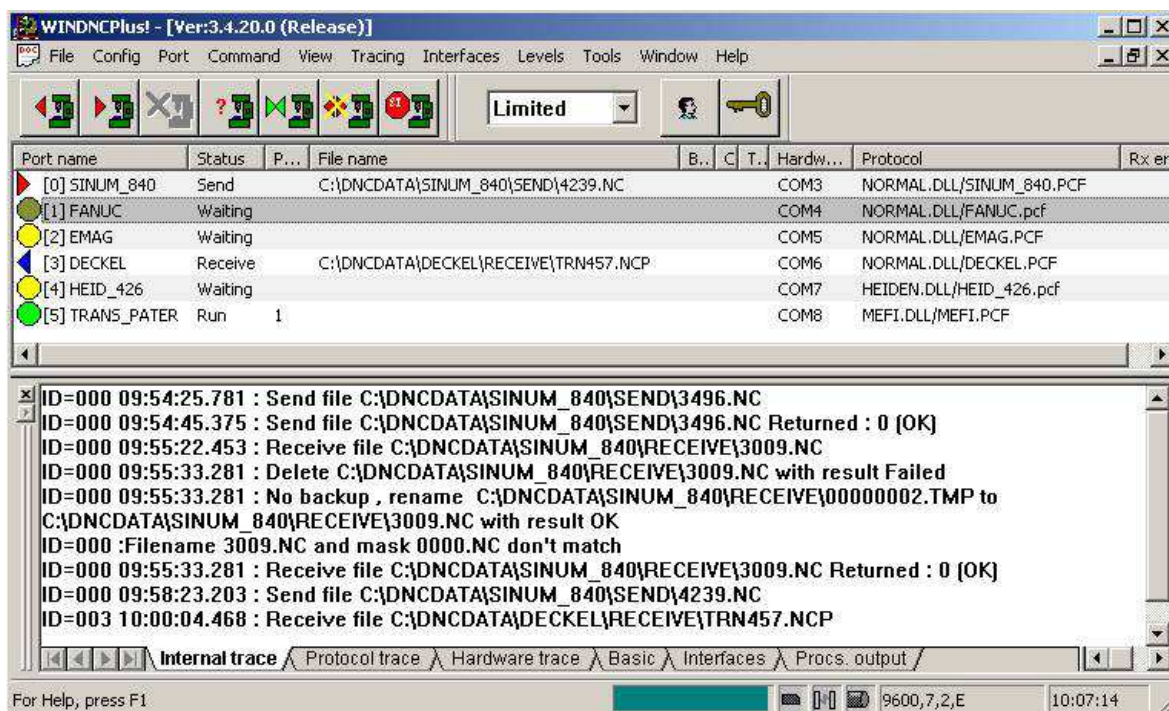 WINDNCPlus! - [Ver:3.4.20.0 (Release)]
File Config Port Command View Tracing Interfaces Levels Tools Window Help
Limited
Port name Status P... File name B.. C T.. Hardw... Protocol Rx er
[0] SINUM_840 Send C:\DNCDATA\SINUM_840\SEND\4239.NC COM3 NORMAL.DLL/SINUM_840.PCF
[1] FANUC Waiting COM4 NORMAL.DLL/FANUC.pcf
[2] EMAG Waiting COM5 NORMAL.DLL/EMAG.PCF
[3] DECKEL Receive C:\DNCDATA\DECKEL\RECEIVE\TRN457.NCP COM6 NORMAL.DLL/DECKEL.PCF
[4] HEID_426 Waiting COM7 HEIDEN.DLL/HEID_426.pcf
[5] TRANS_PATER Run 1 COM8 MEFI.DLL/MEFI.PCF
ID=000 09:54:25.781 : Send file C:\DNCDATA\SINUM_840\SEND\3496.NC
ID=000 09:54:45.375 : Send file C:\DNCDATA\SINUM_840\SEND\3496.NC Returned : 0 (OK)
ID=000 09:55:22.453 : Receive file C:\DNCDATA\SINUM_840\RECEIVE\3009.NC
ID=000 09:55:33.281 : Delete C:\DNCDATA\SINUM_840\RECEIVE\3009.NC with result Failed
ID=000 09:55:33.281 : No backup , rename C:\DNCDATA\SINUM_840\RECEIVE\00000002.TMP to
C:\DNCDATA\SINUM_840\RECEIVE\3009.NC with result OK
ID=000 :Filename 3009.NC and mask 0000.NC don't match
ID=000 09:55:33.281 : Receive file C:\DNCDATA\SINUM_840\RECEIVE\3009.NC Returned : 0 (OK)
ID=000 09:58:23.203 : Send file C:\DNCDATA\SINUM_840\SEND\4239.NC
ID=003 10:00:04.468 : Receive file C:\DNCDATA\DECKEL\RECEIVE\TRN457.NCP
Internal trace Protocol trace Hardware trace Basic Interfaces Procs. output
For Help, press F1 9600,7,2,E 10:07:14